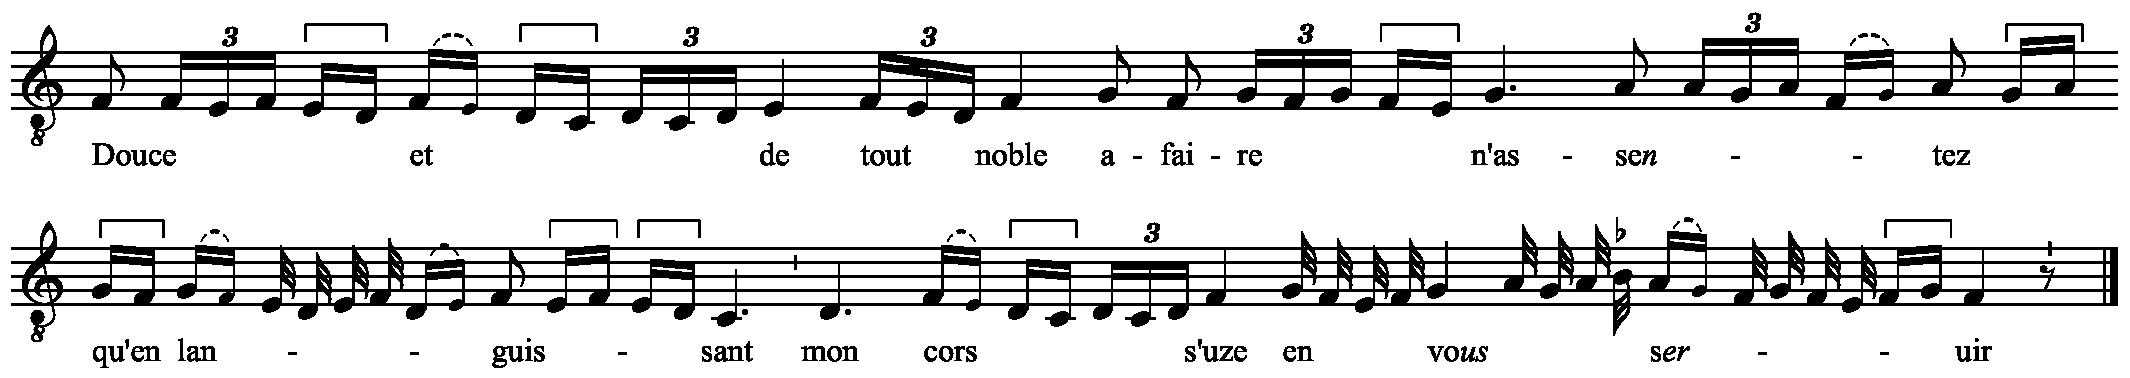 3 3 3 3 3
Douce et de tout noble a - fai - re n'as - sen - - - tez
3
qu'en lan - - - guis - sant mon cors s'uze en vous ser - - - uir